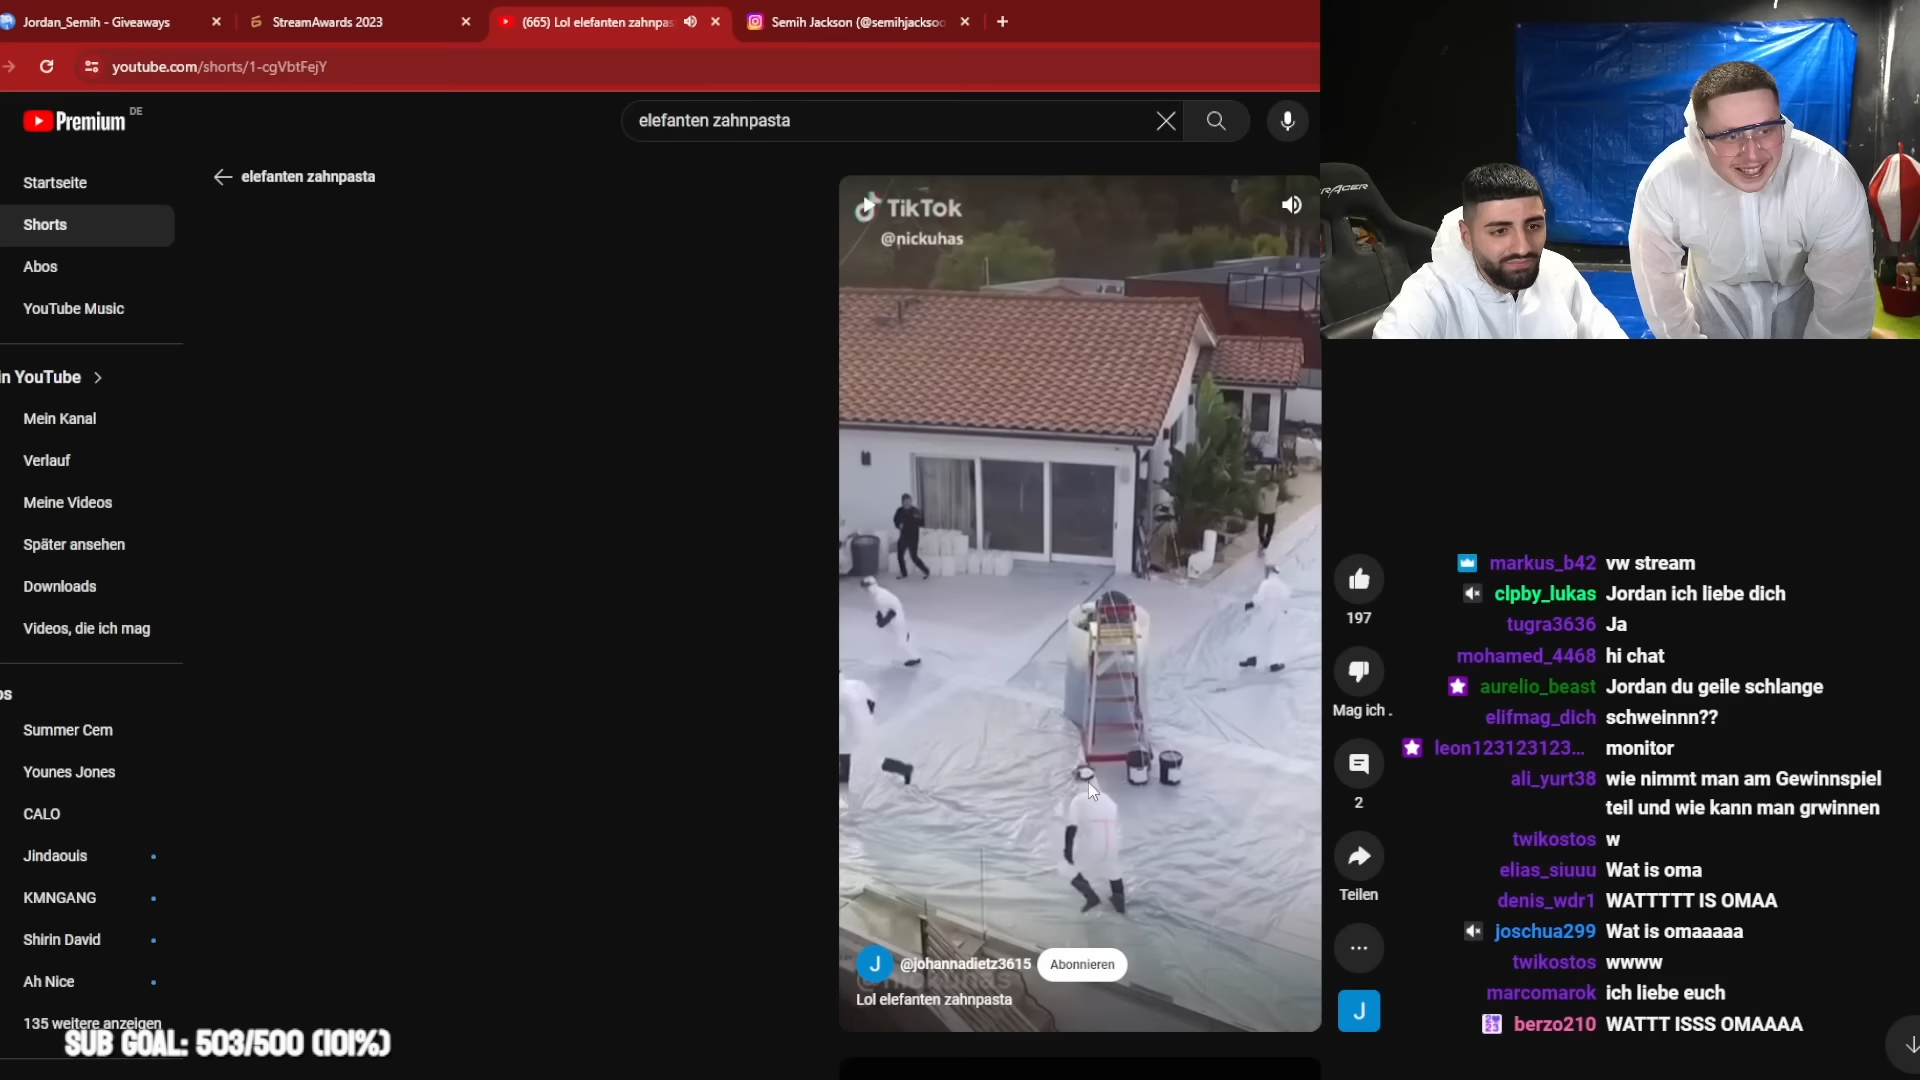 Jordan_Semih - Giveaways
StreamAwards 2023
(665) Lol elefanten zahnpas
Semih Jackson (@semihjackson
youtube.com/shorts/1-cgVbtFejY
Premium DE
elefanten zahnpasta
elefanten zahnpasta
Startseite
Shorts
Abos
YouTube Music
in YouTube
Mein Kanal
Verlauf
Meine Videos
Später ansehen
Downloads
Videos, die ich mag
os
Summer Cem
Younes Jones
CALO
Jindaouis
KMNGANG
Shirin David
Ah Nice
135 weitere anzeigen
SUB GOAL: 503/500 (101%)
TikTok
@nickuhas
J @johannadietz3615 Abonnieren
@nickuhas
Lol elefanten zahnpasta
197
Mag ich .
2
Teilen
J
markus_b42 vw stream
clpby_lukas Jordan ich liebe dich
tugra3636 Ja
mohamed_4468 hi chat
aurelio_beast Jordan du geile schlange
elifmag_dich schweinnn??
leon123123123... monitor
ali_yurt38 wie nimmt man am Gewinnspiel
teil und wie kann man grwinnen
twikostos w
elias_siuuu Wat is oma
denis_wdr1 WATTTTT IS OMAA
joschua299 Wat is omaaaaa
twikostos wwww
marcomarok ich liebe euch
berzo210 WATTT ISSS OMAAAA